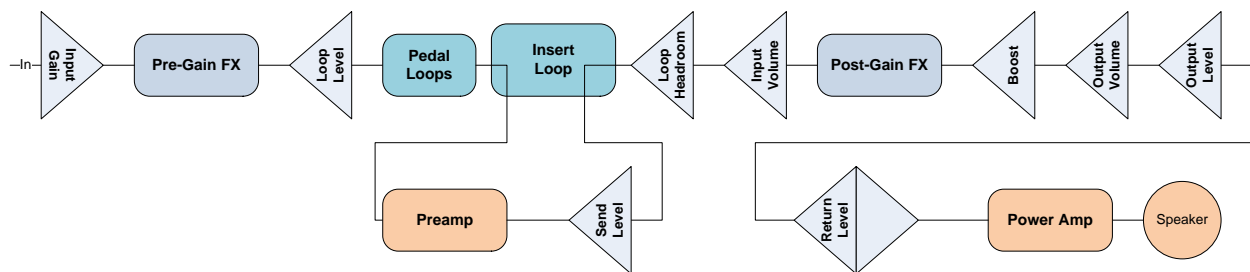 In
Input
Gain
Pre-Gain FX
Loop
Level
Pedal
Loops
Insert
Loop
Loop
Headroom
Input
Volume
Post-Gain FX
Boost
Output
Volume
Output
Level
Preamp
Send
Level
Return
Level
Power Amp
Speaker